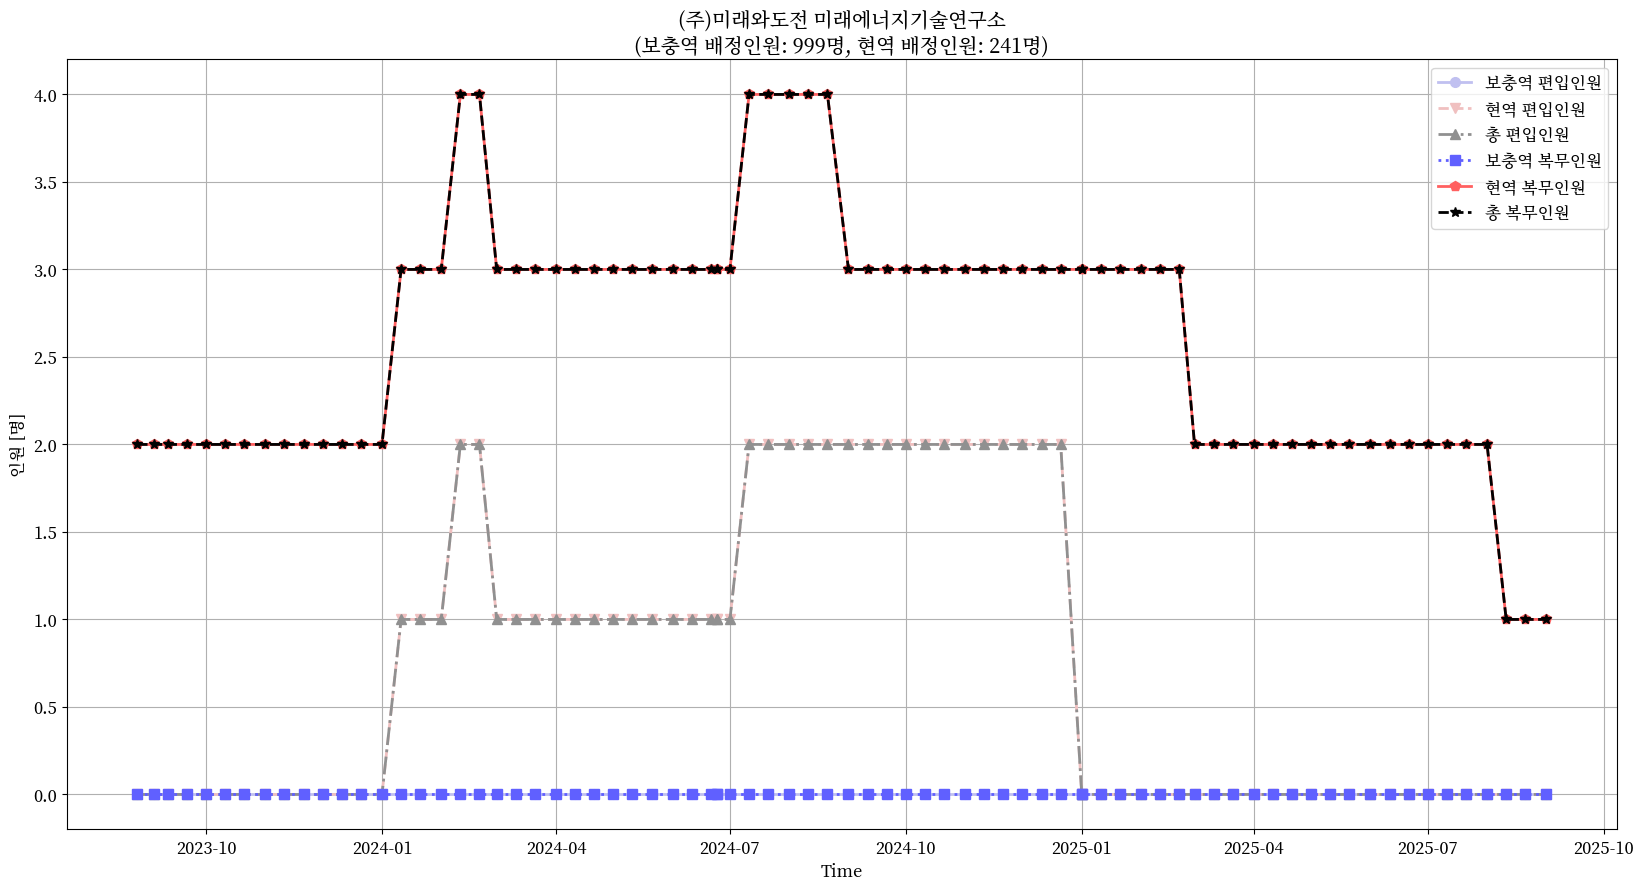 (주)미래와도전 미래에너지기술연구소
(보충역 배정인원: 999명, 현역 배정인원: 241명)
보충역 편입인원
현역 편입인원
총 편입인원
보충역 복무인원
현역 복무인원
총 복무인원
인원 [명]
4.0
3.5
3.0
2.5
2.0
1.5
1.0
0.5
0.0
2023-10 2024-01 2024-04 2024-07 2024-10 2025-01 2025-04 2025-07 2025-10
Time